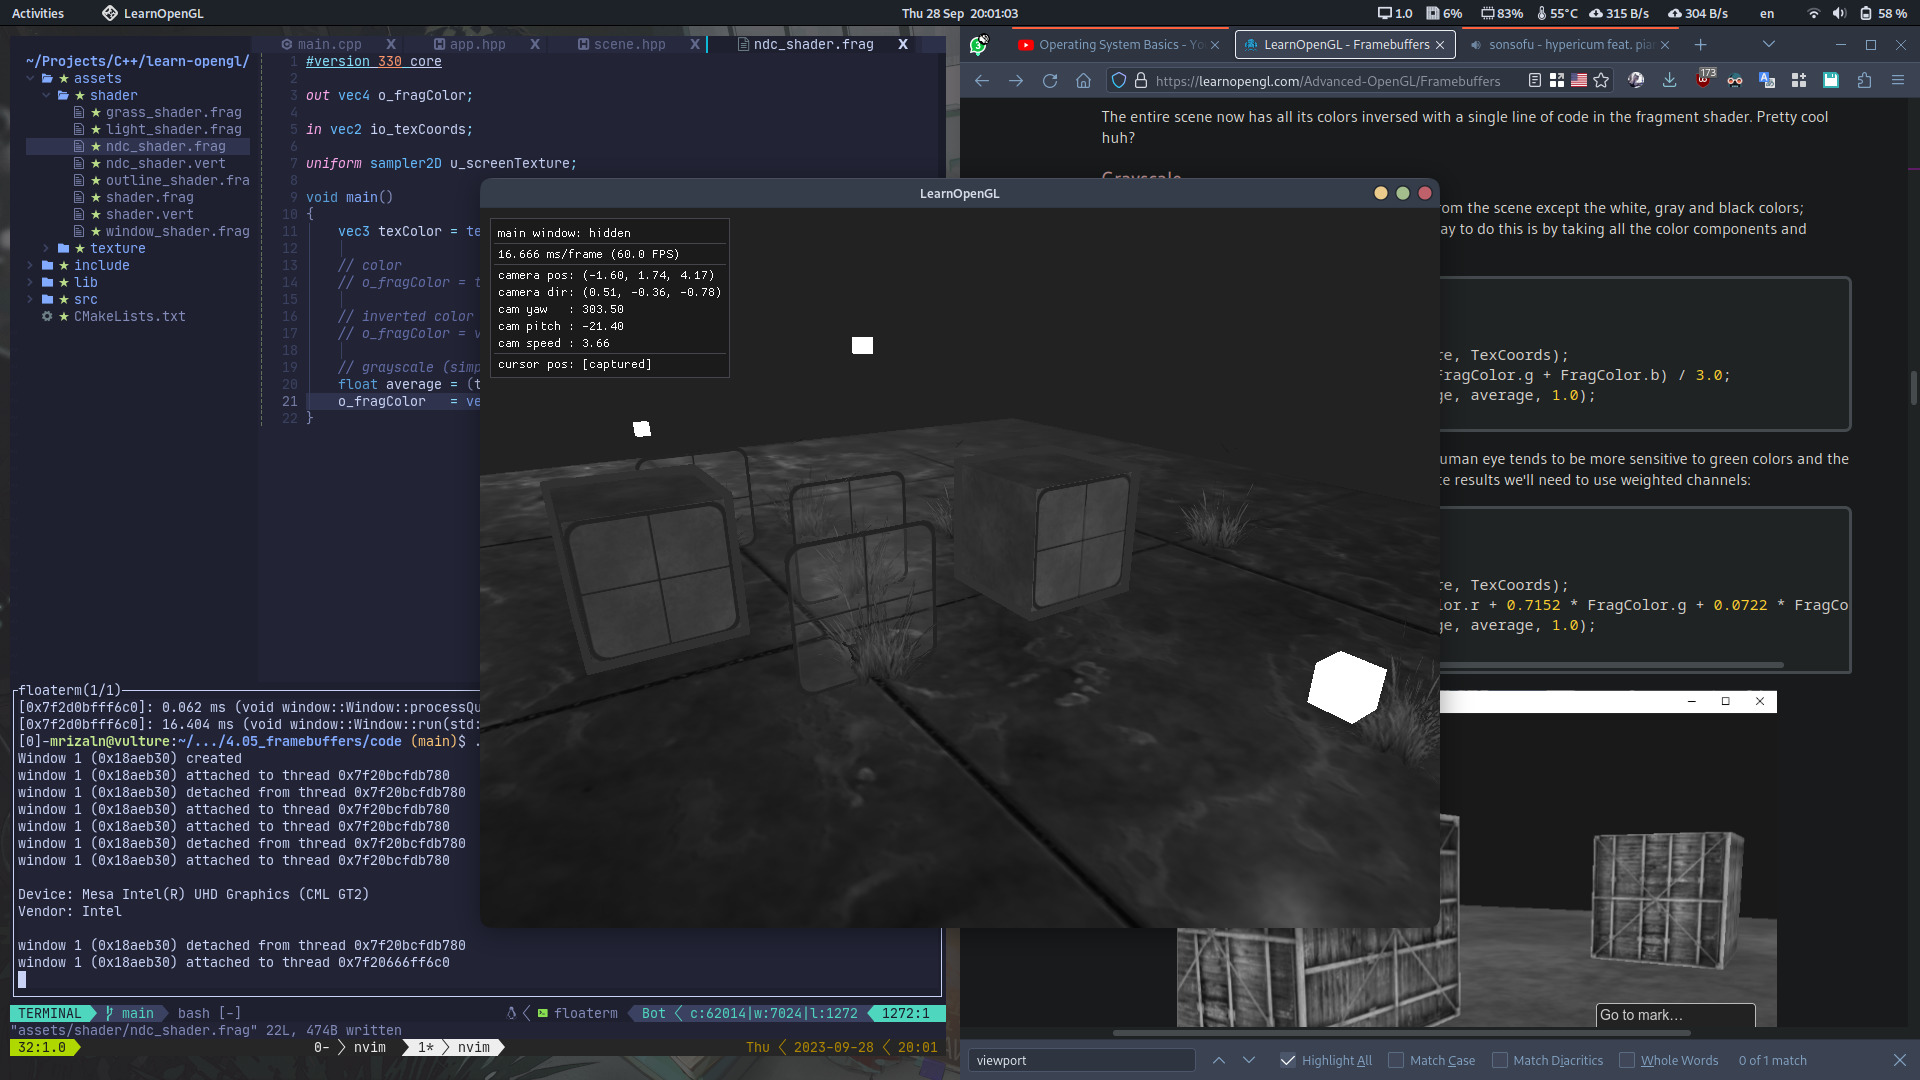 Activities
LearnOpenGL
Thu 28 Sep 20:01:03
1.0
6%
83%
55°C
315 B/s
304 B/s
en
58 %
main.cpp X
app.hpp X
scene.hpp X
ndc_shader.frag X
~/Projects/C++/learn-opengl/
assets
shader
grass_shader.frag
light_shader.frag
ndc_shader.frag
ndc_shader.vert
outline_shader.fra
shader.frag
shader.vert
window_shader.frag
texture
include
lib
src
CMakeLists.txt
1 #version 330 core
2
3 out vec4 o_fragColor;
4
5 in vec2 io_texCoords;
6
7 uniform sampler2D u_screenTexture;
8
9 void main()
10 {
11 vec3 texColor = te
12
13 // color
14 // o_fragColor = t
15
16 // inverted color
17 // o_fragColor = v
18
19 // grayscale (simp
20 float average = (t
21 o_fragColor = ve
22 }
floaterm(1/1)
[0x7f2d0bfff6c0]: 0.062 ms (void window::Window::processQu
[0x7f2d0bfff6c0]: 16.404 ms (void window::Window::run(std:
[0]-mrizaln@vulture:~/.../4.05_framebuffers/code (main)$ .
Window 1 (0x18aeb30) created
window 1 (0x18aeb30) attached to thread 0x7f20bcfdb780
window 1 (0x18aeb30) detached from thread 0x7f20bcfdb780
window 1 (0x18aeb30) attached to thread 0x7f20bcfdb780
window 1 (0x18aeb30) attached to thread 0x7f20bcfdb780
window 1 (0x18aeb30) detached from thread 0x7f20bcfdb780
window 1 (0x18aeb30) attached to thread 0x7f20bcfdb780
Device: Mesa Intel(R) UHD Graphics (CML GT2)
Vendor: Intel
window 1 (0x18aeb30) detached from thread 0x7f20bcfdb780
window 1 (0x18aeb30) attached to thread 0x7f20666ff6c0
TERMINAL main bash [-] floaterm Bot c:62014|w:7024|l:1272 1272:1
"assets/shader/ndc_shader.frag" 22L, 474B written
32:1.0 0- nvim 1* nvim Thu 2023-09-28 20:01
LearnOpenGL
main window: hidden
16.666 ms/frame (60.0 FPS)
camera pos: (-1.60, 1.74, 4.17)
camera dir: (0.51, -0.36, -0.78)
cam yaw : 303.50
cam pitch : -21.40
cam speed : 3.66
cursor pos: [captured]
3
Operating System Basics - Yo
LearnOpenGL - Framebuffers
sonsofu - hypericum feat. pia
https://learnopengl.com/Advanced-OpenGL/Framebuffers
173
The entire scene now has all its colors inversed with a single line of code in the fragment shader. Pretty cool
huh?
Grayscale
om the scene except the white, gray and black colors;
ay to do this is by taking all the color components and
re, TexCoords);
FragColor.g + FragColor.b) / 3.0;
ge, average, 1.0);
uman eye tends to be more sensitive to green colors and the
te results we'll need to use weighted channels:
re, TexCoords);
lor.r + 0.7152 * FragColor.g + 0.0722 * FragCo
ge, average, 1.0);
Go to mark...
viewport
Highlight All
Match Case
Match Diacritics
Whole Words
0 of 1 match